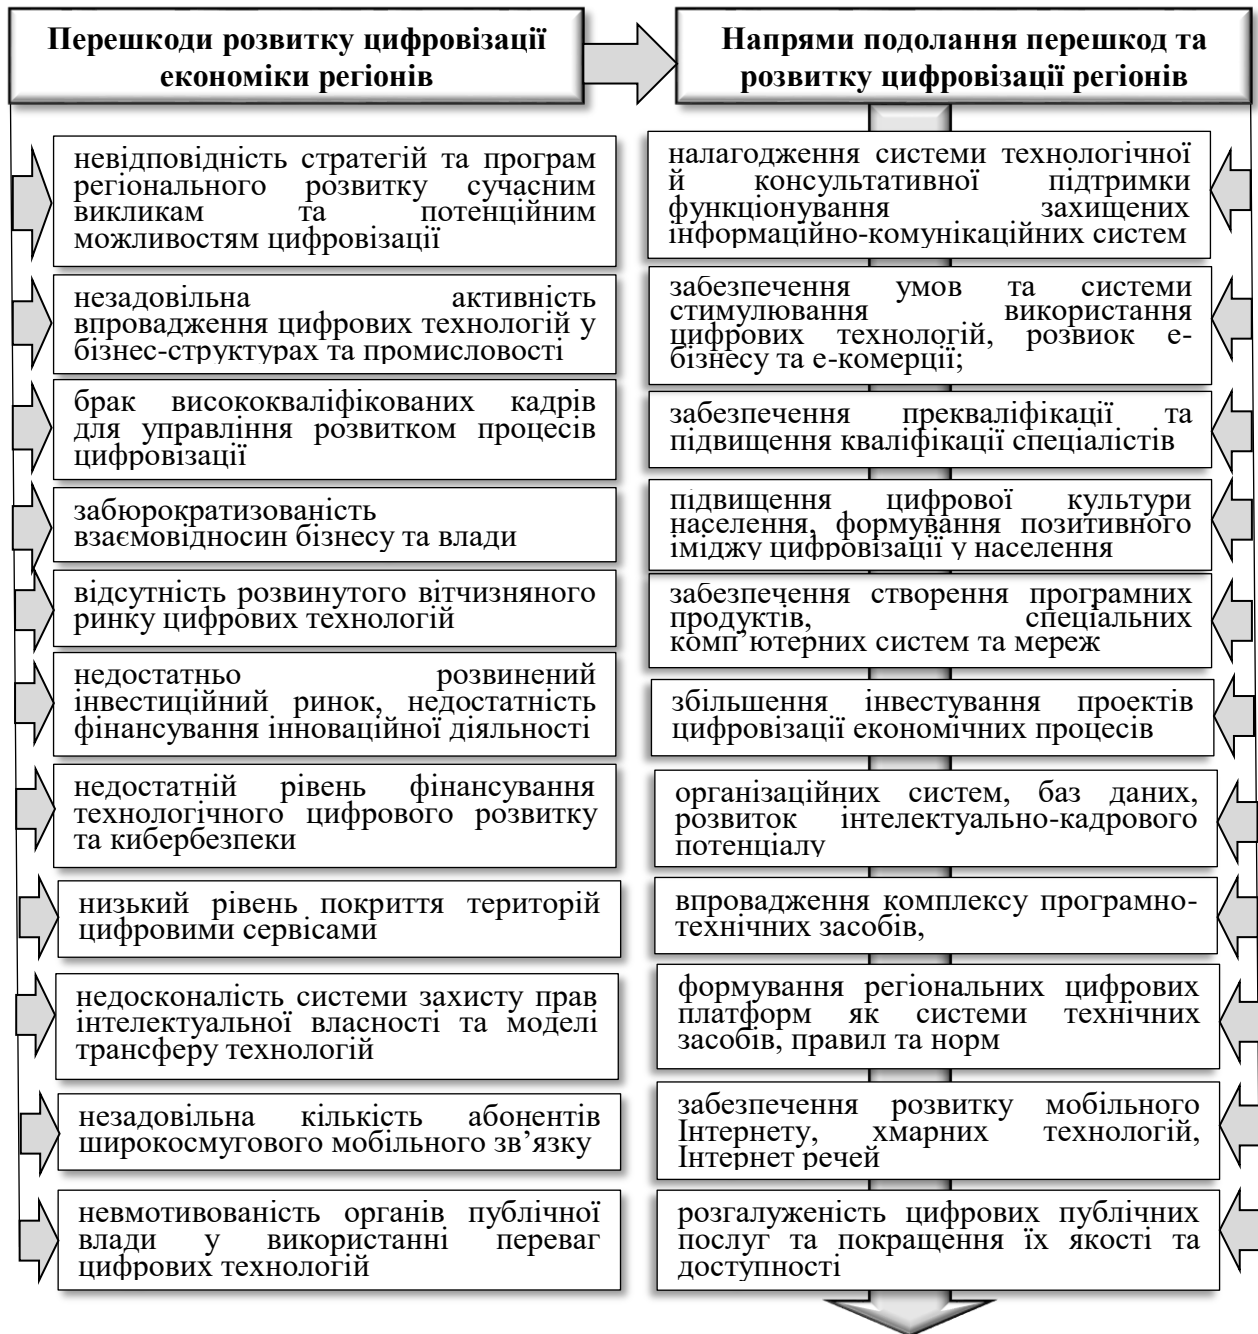 Перешкоди розвитку цифровізації
економіки регіонів
невідповідність стратегій та програм
регіонального розвитку сучасним
викликам та потенційним
можливостям цифровізації
незадовільна активність
впровадження цифрових технологій у
бізнес-структурах та промисловості
брак висококваліфікованих кадрів
для управління розвитком процесів
цифровізації
забюрократизованість
взаємовідносин бізнесу та влади
відсутність розвинутого вітчизняного
ринку цифрових технологій
недостатньо розвинений
інвестиційний ринок, недостатність
фінансування інноваційної діяльності
недостатній рівень фінансування
технологічного цифрового розвитку
та кибербезпеки
низький рівень покриття територій
цифровими сервісами
недосконалість системи захисту прав
інтелектуальної власності та моделі
трансферу технологій
незадовільна кількість абонентів
широкосмугового мобільного зв’язку
невмотивованість органів публічної
влади у використанні переваг
цифрових технологій
Напрями подолання перешкод та
розвитку цифровізації регіонів
налагодження системи технологічної
й консультативної підтримки
функціонування захищених
інформаційно-комунікаційних систем
забезпечення умов та системи
стимулювання використання
цифрових технологій, розвиок е-
бізнесу та е-комерції;
забезпечення прекваліфікації та
підвищення кваліфікації спеціалістів
підвищення цифрової культури
населення, формування позитивного
іміджу цифровізації у населення
забезпечення створення програмних
продуктів, спеціальних
комп’ютерних систем та мереж
збільшення інвестування проектів
цифровізації економічних процесів
організаційних систем, баз даних,
розвиток інтелектуально-кадрового
потенціалу
впровадження комплексу програмно-
технічних засобів,
формування регіональних цифрових
платформ як системи технічних
засобів, правил та норм
забезпечення розвитку мобільного
Інтернету, хмарних технологій,
Інтернет речей
розгалуженість цифрових публічних
послуг та покращення їх якості та
доступності